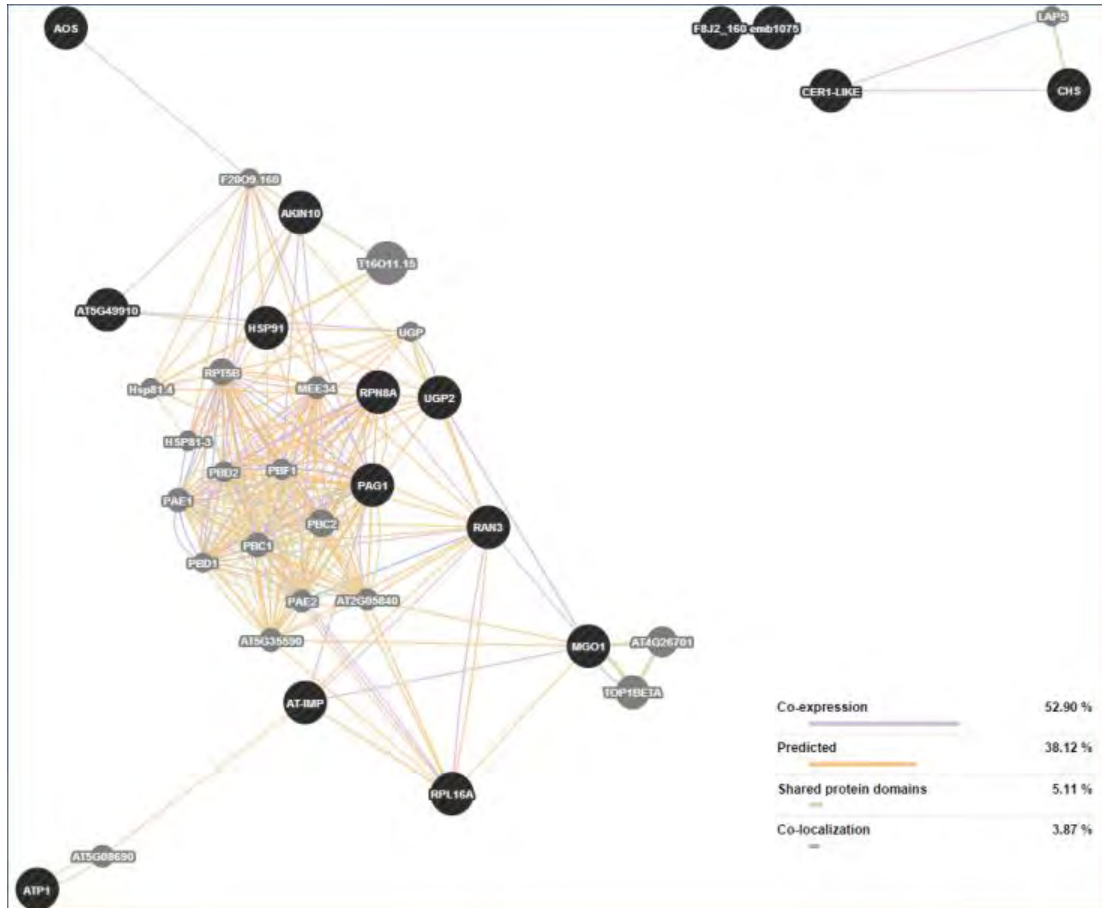 AOS
F8J2_160
emb1075
LAP5
CER1-LIKE
CHS
F20O9.160
AKIN10
T16O11.15
AT5G49910
HSP91
UGP
Hsp81.4
RPT5B
MEE34
RPN8A
UGP2
HSP81-3
PBD2
PBF1
PAG1
PAE1
PBC2
RAN3
PBC1
PBD1
PAE2
AT2G05840
AT5G35590
MGO1
AT4G26701
TOP1BETA
AT-IMP
Co-expression 52.90 %
Predicted 38.12 %
RPL16A
Shared protein domains 5.11 %
Co-localization 3.87 %
AT5G08690
ATP1